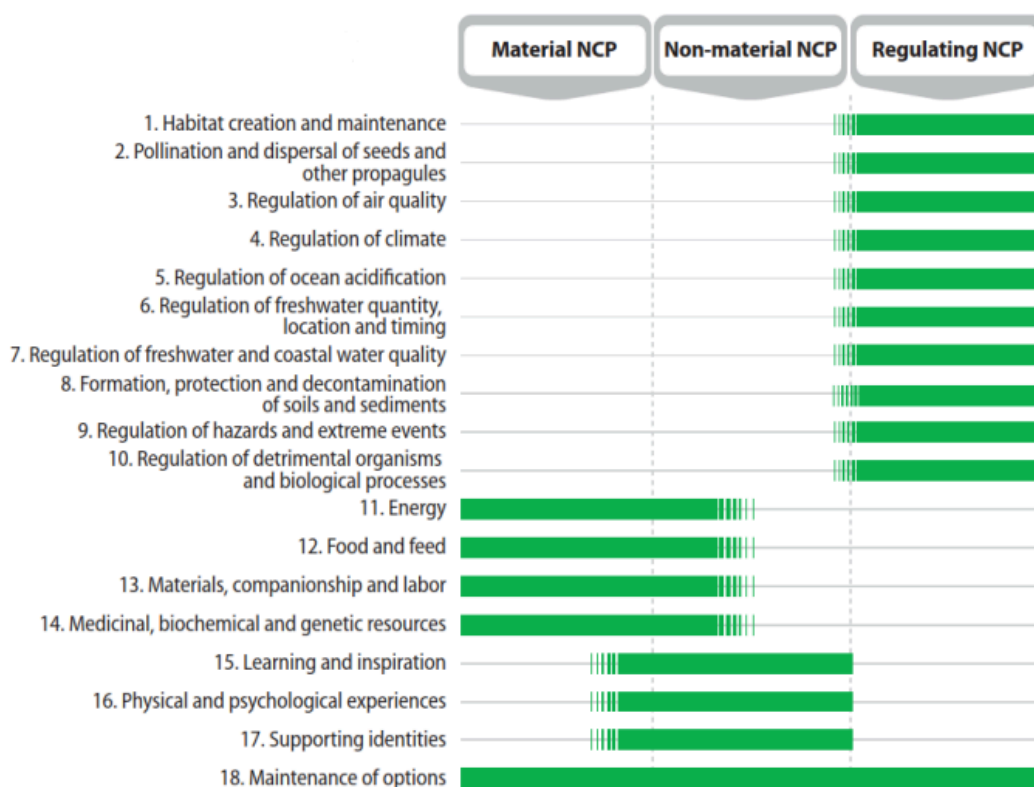 Material NCP
Non-material NCP
Regulating NCP
1. Habitat creation and maintenance
2. Pollination and dispersal of seeds and
other propagules
3. Regulation of air quality
4. Regulation of climate
5. Regulation of ocean acidification
6. Regulation of freshwater quantity,
location and timing
7. Regulation of freshwater and coastal water quality
8. Formation, protection and decontamination
of soils and sediments
9. Regulation of hazards and extreme events
10. Regulation of detrimental organisms
and biological processes
11. Energy
12. Food and feed
13. Materials, companionship and labor
14. Medicinal, biochemical and genetic resources
15. Learning and inspiration
16. Physical and psychological experiences
17. Supporting identities
18. Maintenance of options